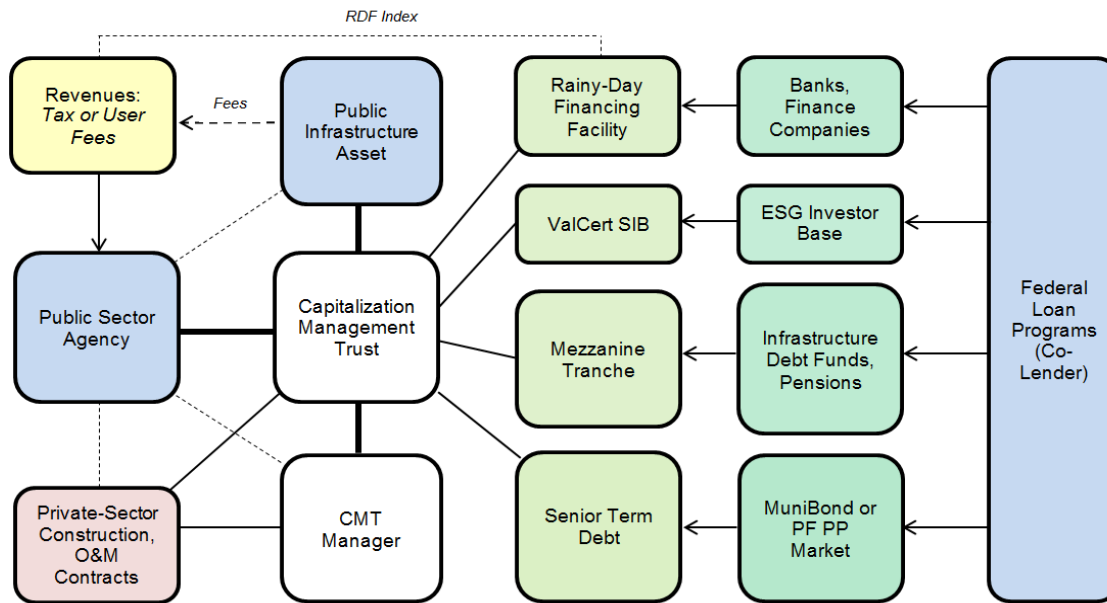 RDF Index
Revenues:
Tax or User
Fees
Fees
Public
Infrastructure
Asset
Rainy-Day
Financing
Facility
Banks,
Finance
Companies
ValCert SIB
ESG Investor
Base
Public Sector
Agency
Capitalization
Management
Trust
Mezzanine
Tranche
Infrastructure
Debt Funds,
Pensions
Federal
Loan
Programs
(Co-
Lender)
Private-Sector
Construction,
O&M
Contracts
CMT
Manager
Senior Term
Debt
MuniBond or
PF PP
Market